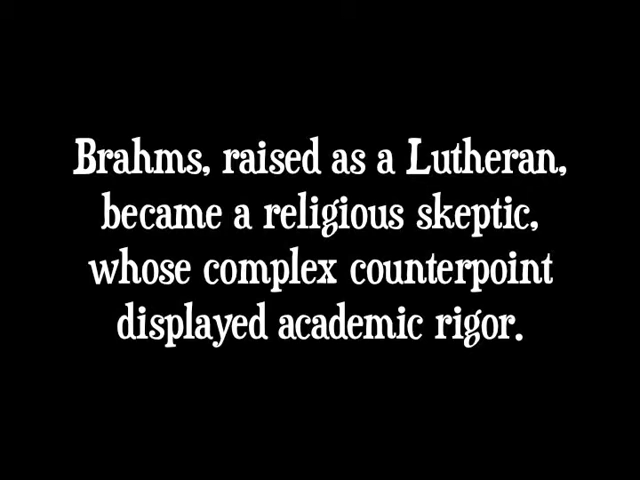 Brahms, raised as a Lutheran,
became a religious skeptic,
whose complex counterpoint
displayed academic rigor.